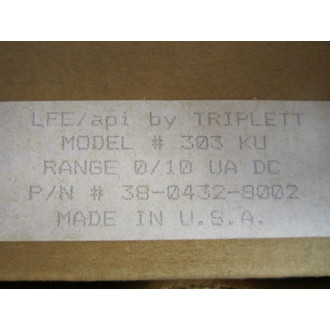 LFE/api by TRIPLETT
MODEL # 303 KU
RANGE 0/10 UA DC
P/N # 38-0432-8002
MADE IN U.S.A.